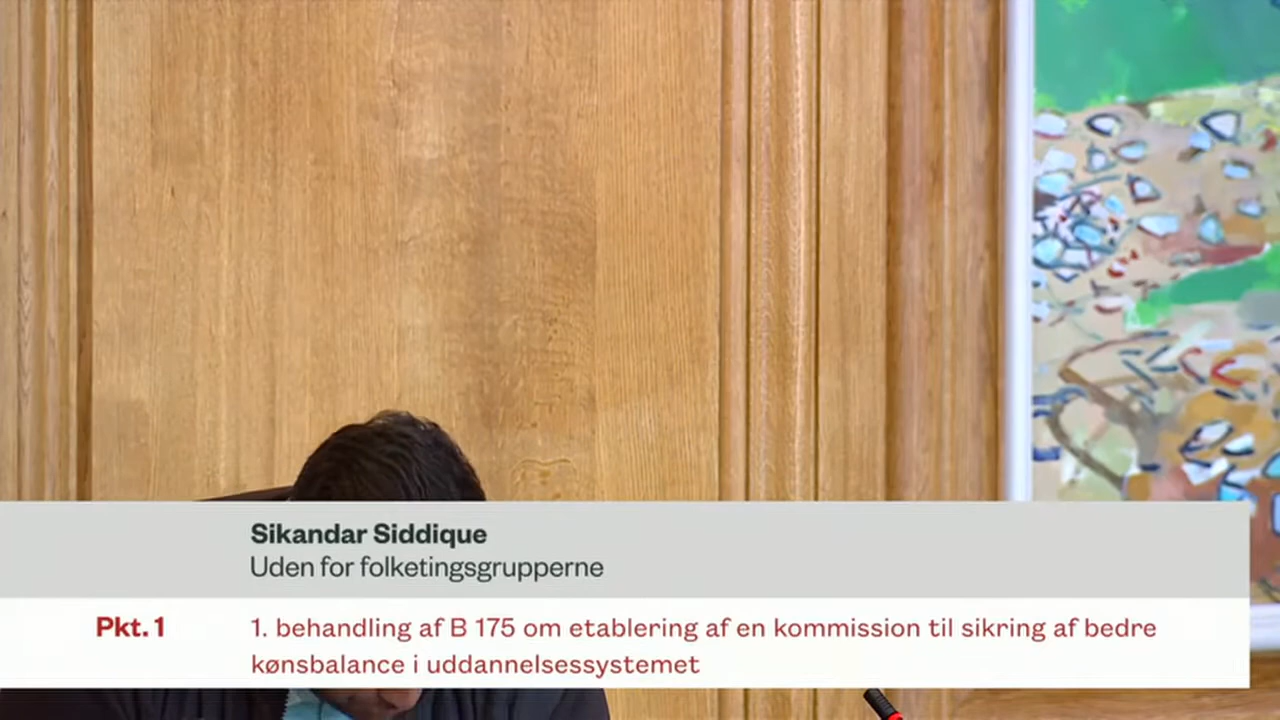 Sikandar Siddique
Uden for folketingsgrupperne
Pkt. 1 1. behandling af B 175 om etablering af en kommission til sikring af bedre
kønsbalance i uddannelsessystemet